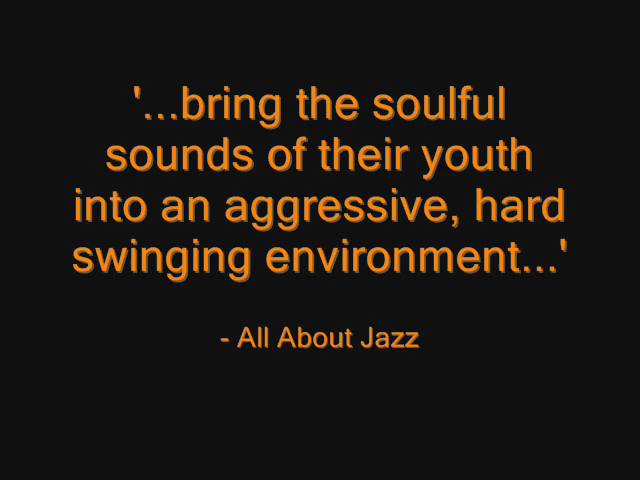 '...bring the soulful
sounds of their youth
into an aggressive, hard
swinging environment...'
- All About Jazz